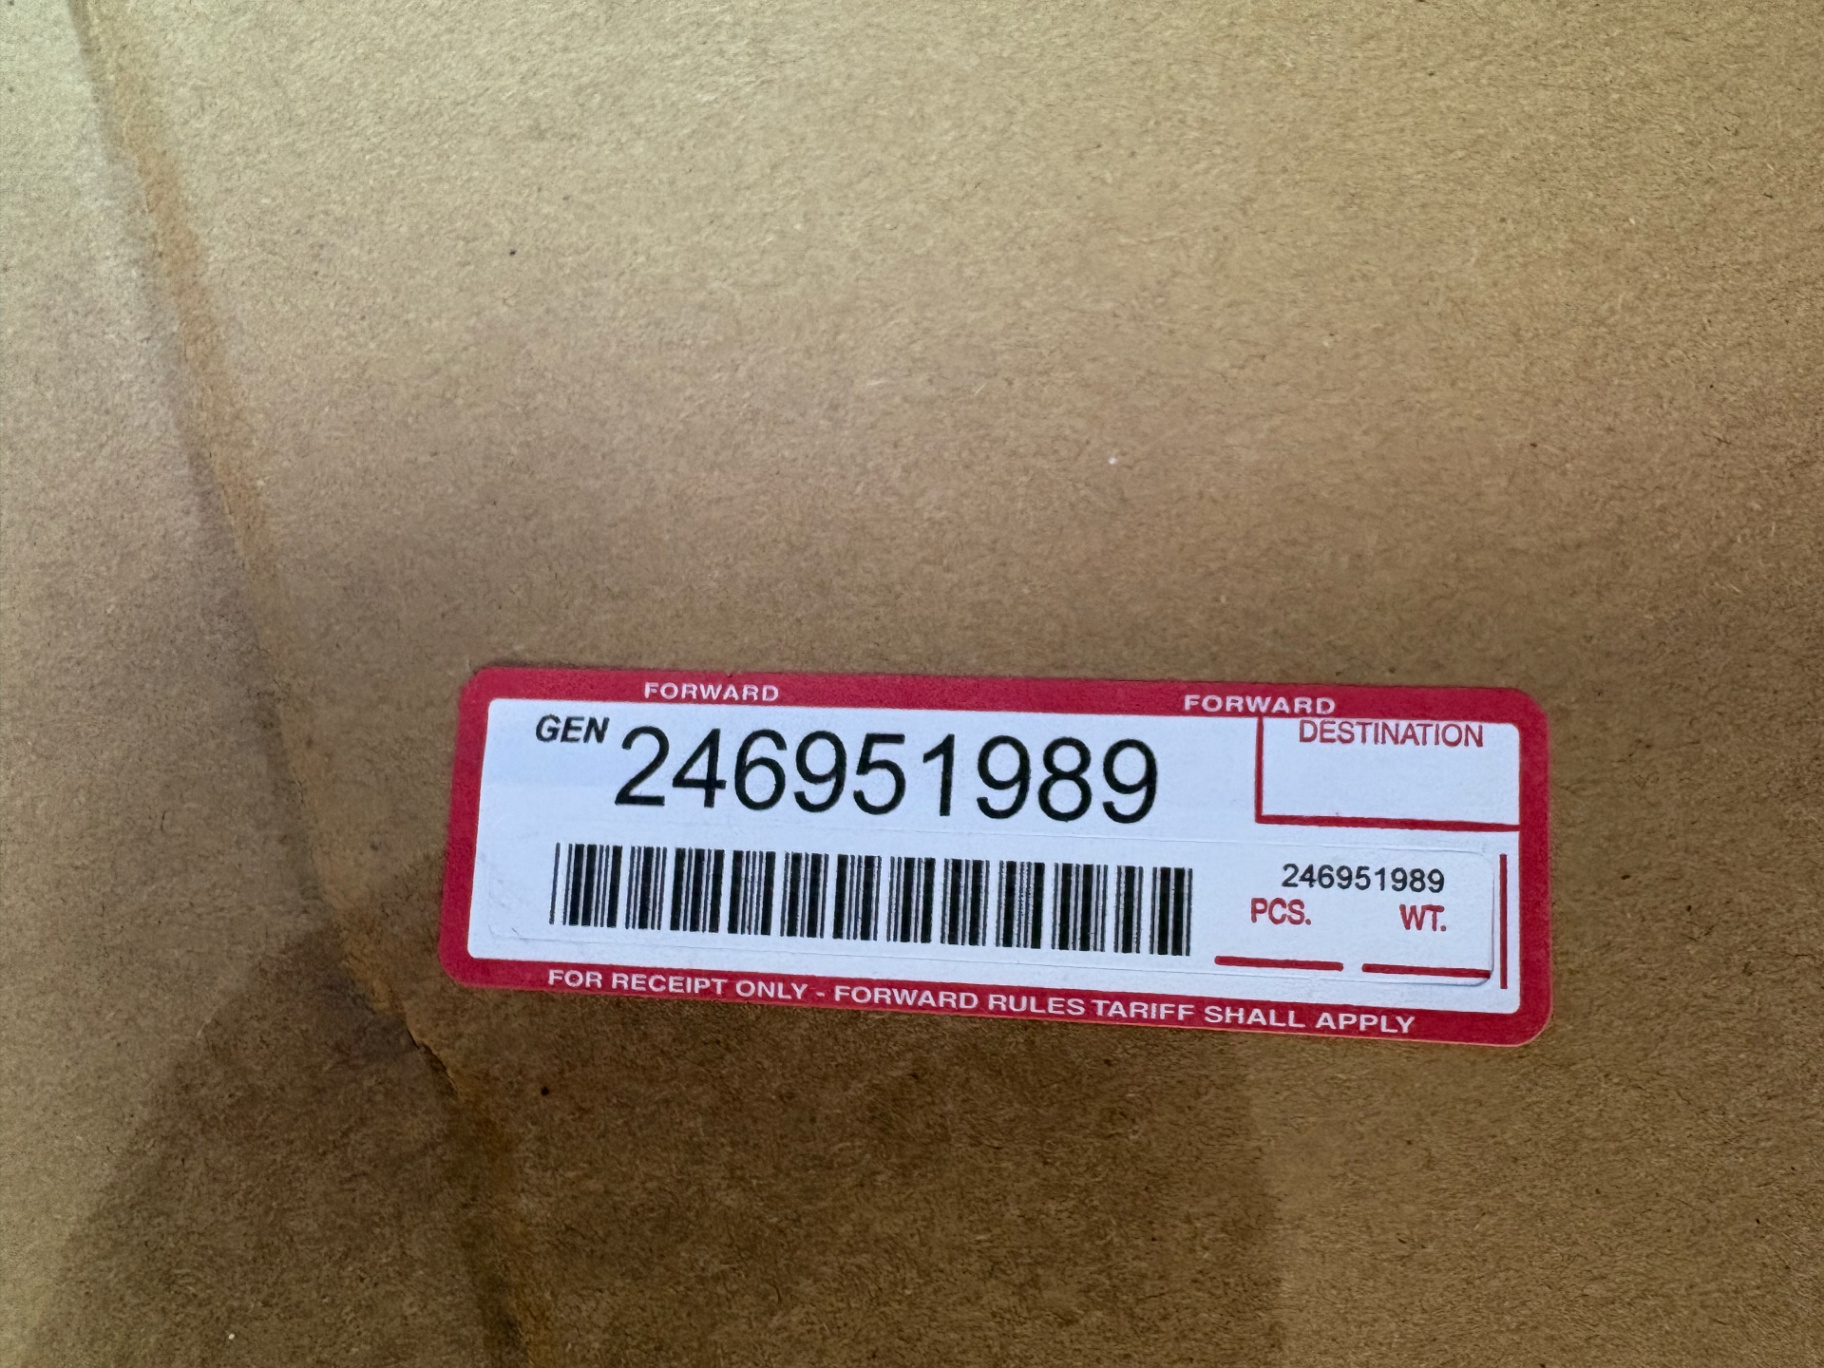 FORWARD FORWARD
GEN 246951989
DESTINATION
246951989
PCS. WT.
FOR RECEIPT ONLY - FORWARD RULES TARIFF SHALL APPLY